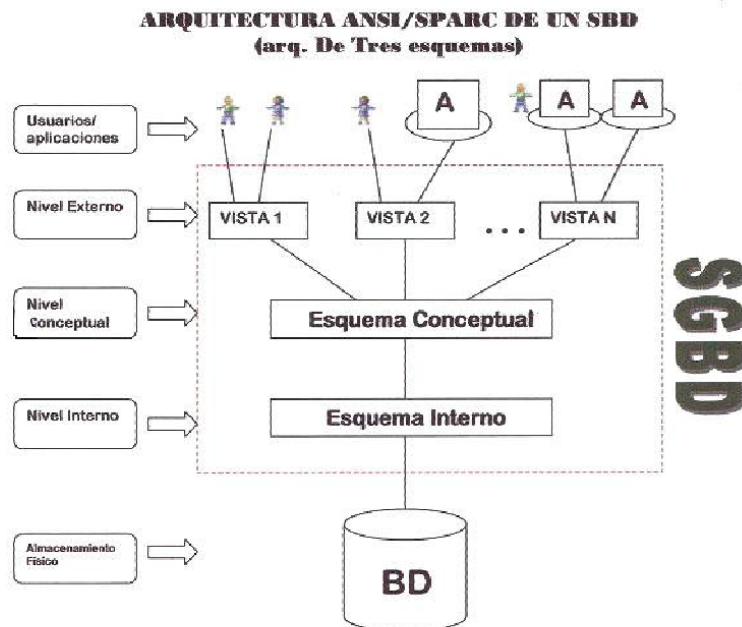 ARQUITECTURA ANSI/SPARC DE UN SBD
(arq. De Tres esquemas)
Usuarios/
aplicaciones
A
A
A
Nivel Externo
VISTA 1
VISTA 2
...
VISTA N
Nivel
Conceptual
Esquema Conceptual
Nivel Interno
Esquema Interno
Almacenamiento
Físico
BD
SGBD